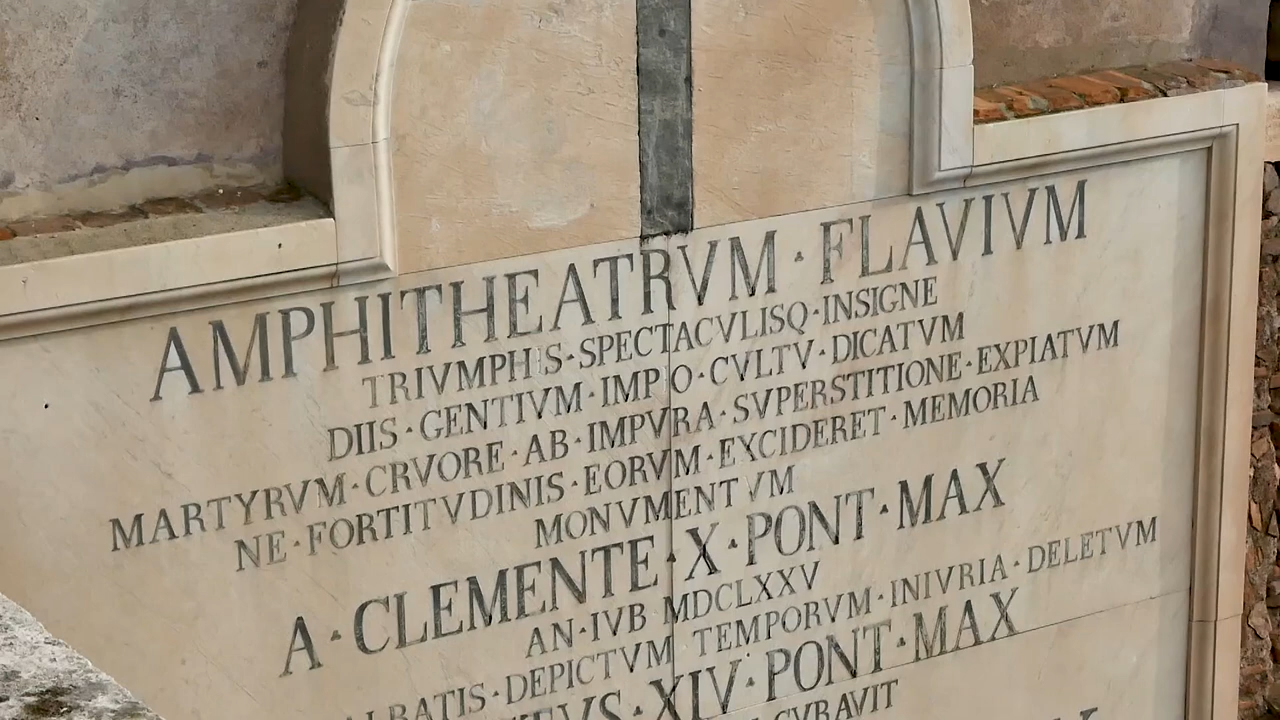 AMPHITHEATRVM · FLAVIVM
TRIVMPHIS · SPECTACVLISQ · INSIGNE
DIIS · GENTIVM · IMPIO · CVLTV · DICATVM
MARTYRVM · CRVORE · AB · IMPVRA · SVPERSTITIONE · EXPIATVM
NE · FORTITVDINIS · EORVM · EXCIDERET · MEMORIA
MONVMENTVM
A · CLEMENTE · X · PONT · MAX
AN · IVB MDCLXXV
DEPICTVM TEMPORVM · INIVRIA · DELETVM
XIV · PONT · MAX
CVRAVIT